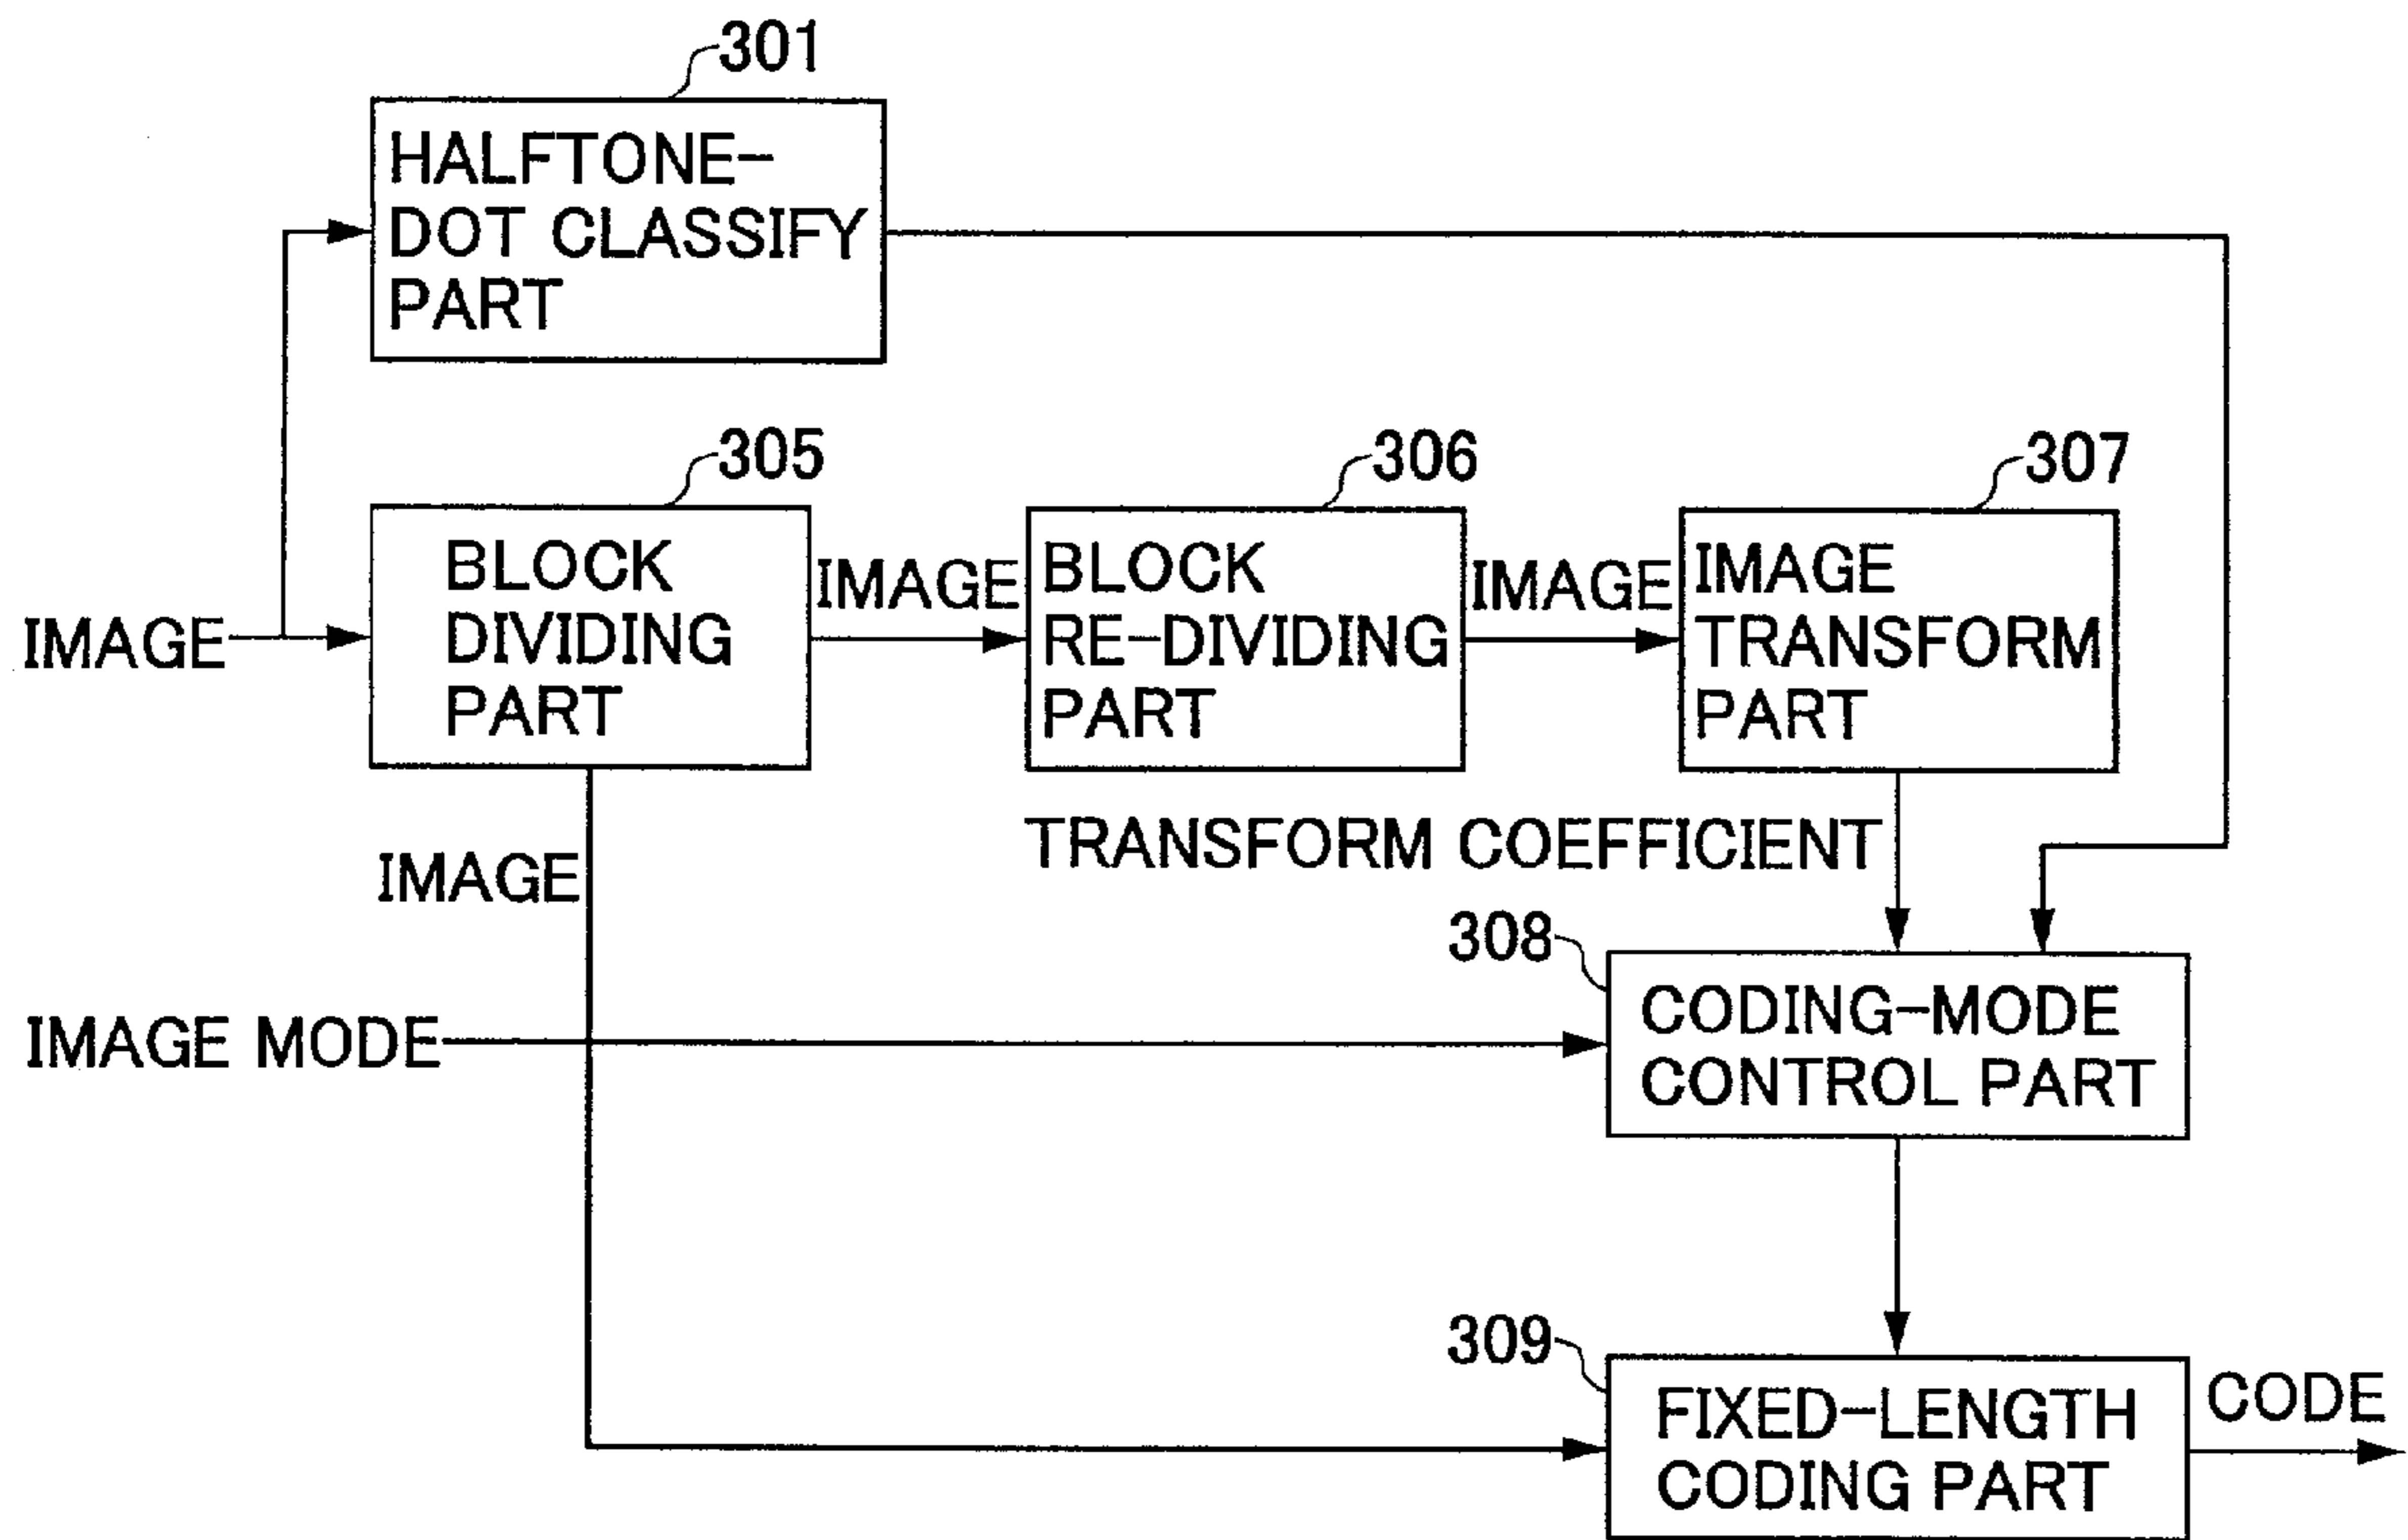 301
HALFTONE-
DOT CLASSIFY
PART
305
306
307
IMAGE
BLOCK
DIVIDING
PART
IMAGE
BLOCK
RE-DIVIDING
PART
IMAGE
IMAGE
TRANSFORM
PART
TRANSFORM COEFFICIENT
IMAGE
308
IMAGE MODE
CODING-MODE
CONTROL PART
309
FIXED-LENGTH
CODING PART
CODE